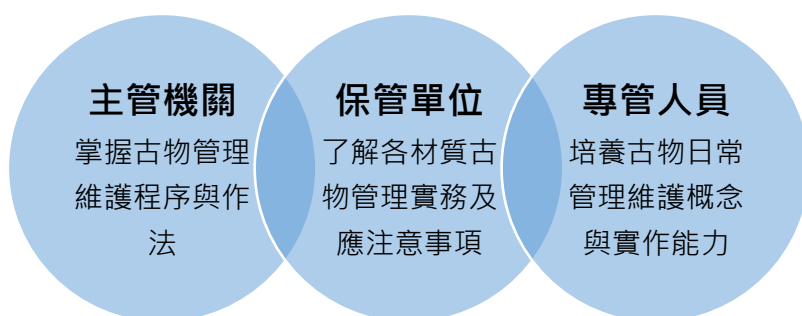 主管機關
掌握古物管理
維護程序與作
法
保管單位
了解各材質古
物管理實務及
應注意事項
專管人員
培養古物日常
管理維護概念
與實作能力